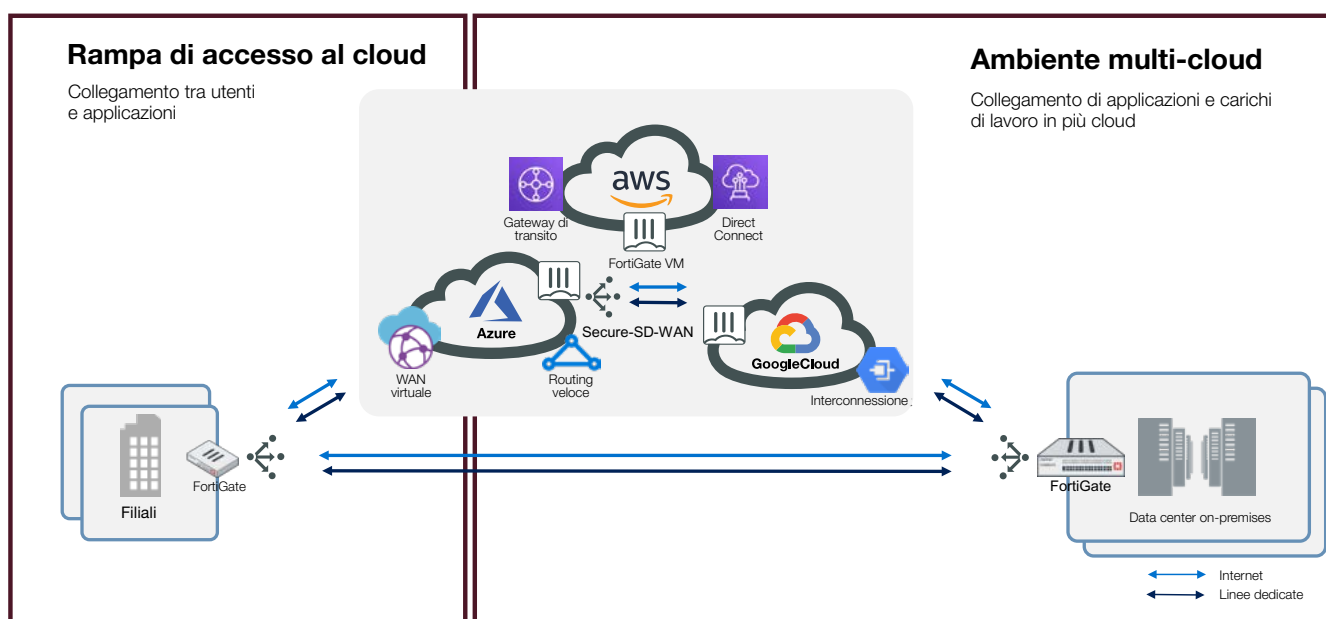 Rampa di accesso al cloud
Collegamento tra utenti
e applicazioni
Ambiente multi-cloud
Collegamento di applicazioni e carichi
di lavoro in più cloud
aws
Gateway di
transito
Direct
Connect
FortiGate VM
Azure
Secure-SD-WAN
GoogleCloud
WAN
virtuale
Routing
veloce
Interconnessione
FortiGate
Filiali
FortiGate
Data center on-premises
Internet
Linee dedicate